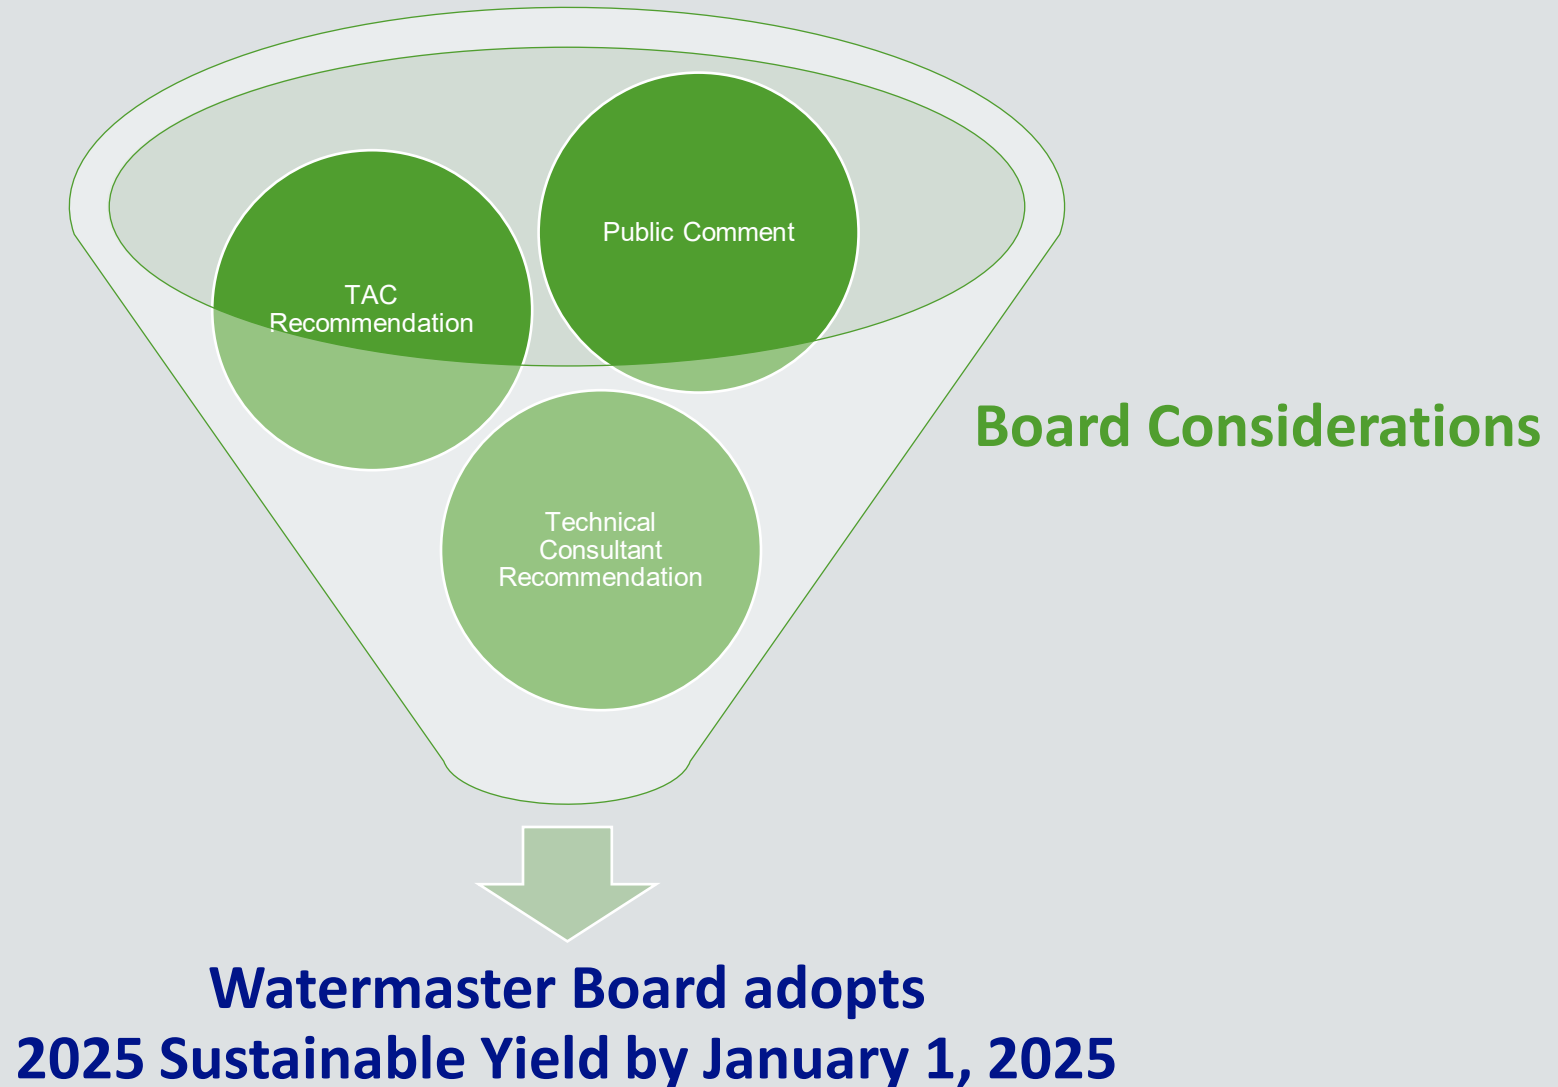 Public Comment
TAC
Recommendation
Board Considerations
Technical
Consultant
Recommendation
Watermaster Board adopts
2025 Sustainable Yield by January 1, 2025